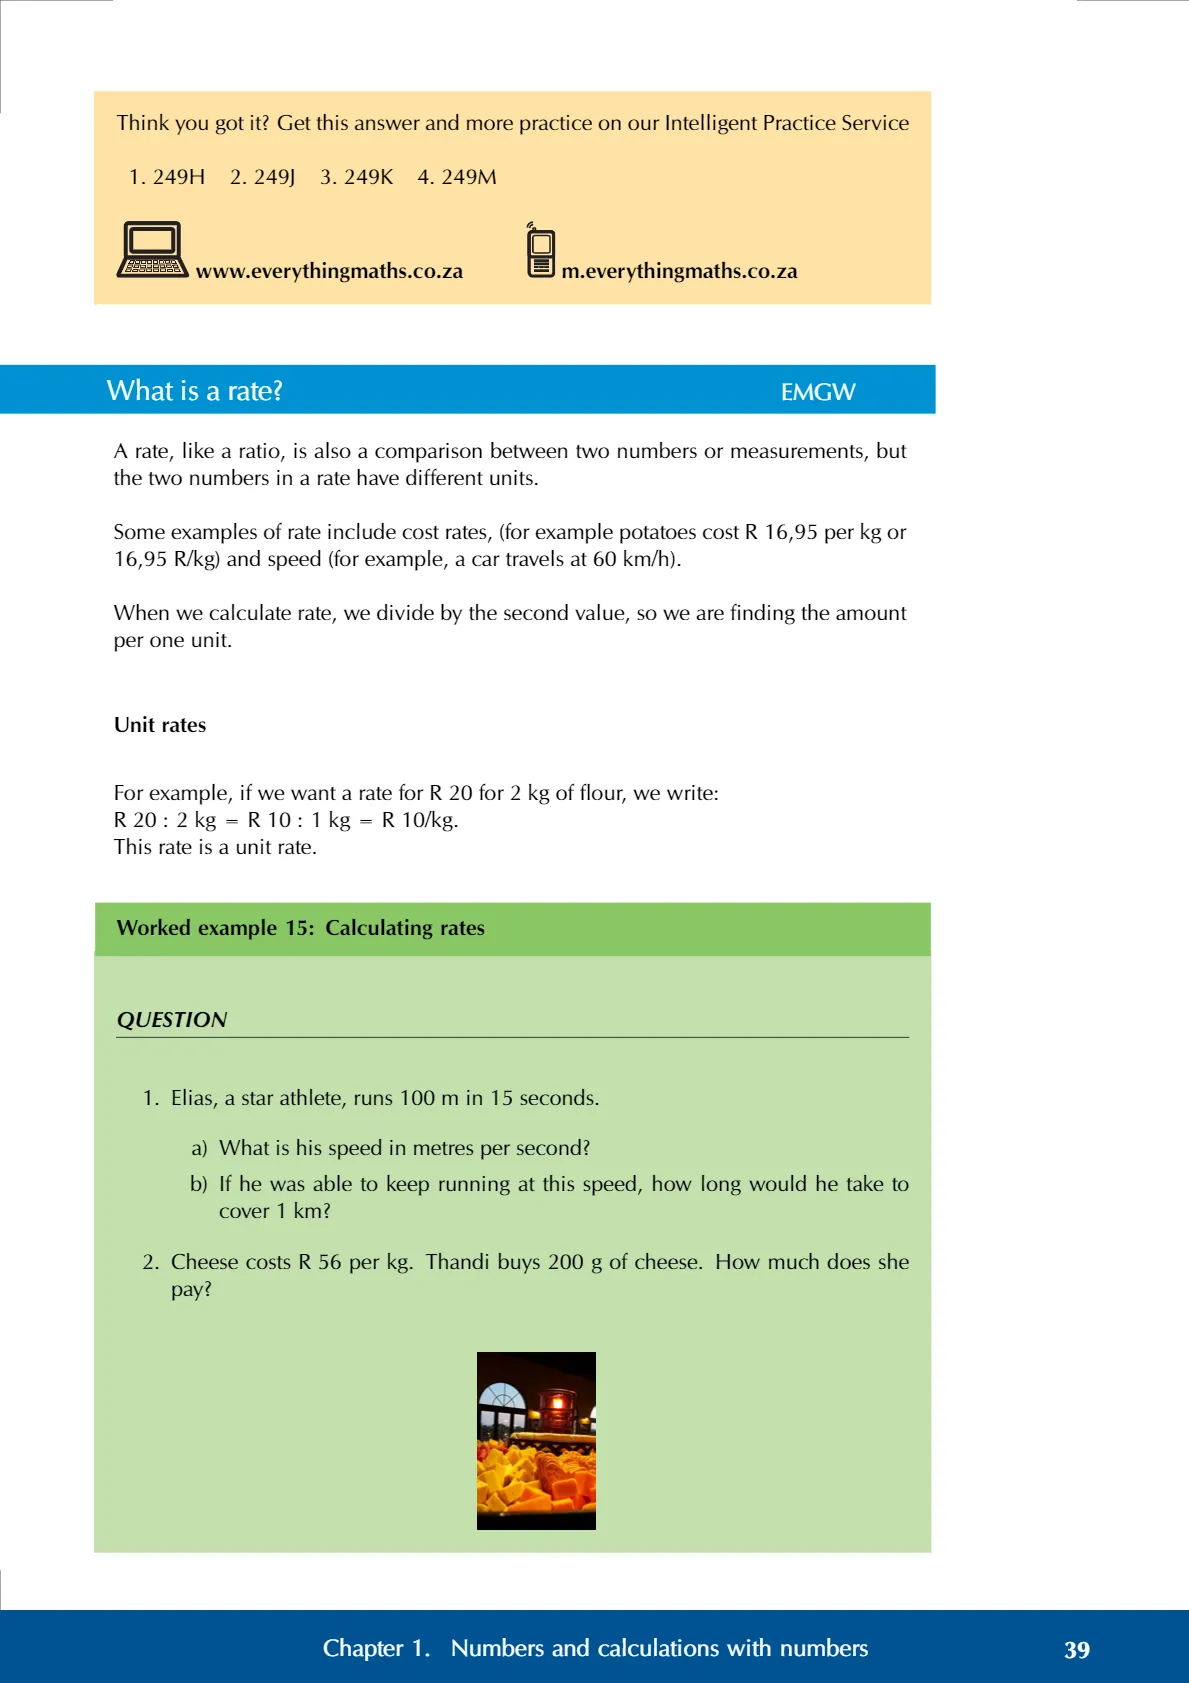 Think you got it? Get this answer and more practice on our Intelligent Practice Service
1. 249H 2. 249J 3. 249K 4. 249M
www.everythingmaths.co.za m.everythingmaths.co.za
What is a rate? EMGW
A rate, like a ratio, is also a comparison between two numbers or measurements, but
the two numbers in a rate have different units.
Some examples of rate include cost rates, (for example potatoes cost R 16,95 per kg or
16,95 R/kg) and speed (for example, a car travels at 60 km/h).
When we calculate rate, we divide by the second value, so we are finding the amount
per one unit.
Unit rates
For example, if we want a rate for R 20 for 2 kg of flour, we write:
R 20 : 2 kg = R 10 : 1 kg = R 10/kg.
This rate is a unit rate.
Worked example 15: Calculating rates
QUESTION
1. Elias, a star athlete, runs 100 m in 15 seconds.
a) What is his speed in metres per second?
b) If he was able to keep running at this speed, how long would he take to
cover 1 km?
2. Cheese costs R 56 per kg. Thandi buys 200 g of cheese. How much does she
pay?
Chapter 1. Numbers and calculations with numbers 39